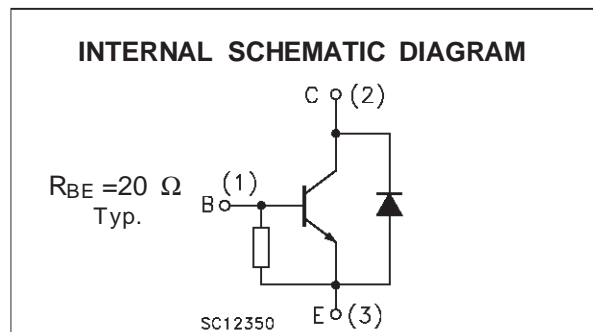 INTERNAL SCHEMATIC DIAGRAM
C (2)
RBE =20 Ω
Typ.
B (1)
SC12350
E (3)